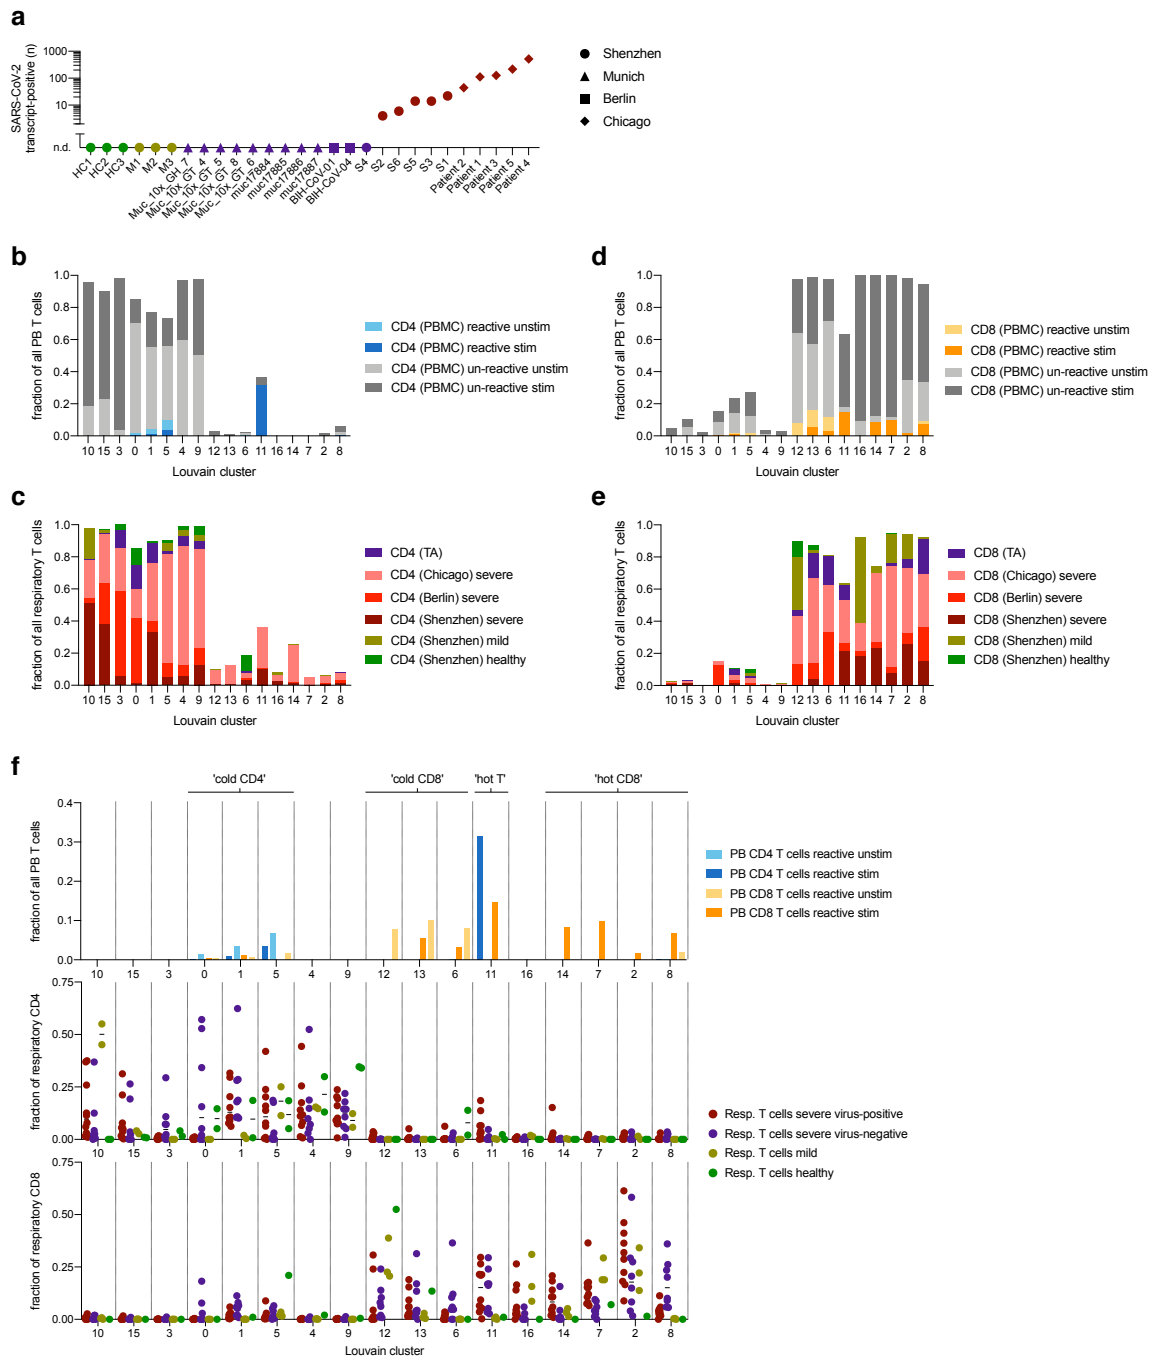 a
SARS-CoV-2
transcript-positive (n)
1000
100
10
n.d.
HC1
HC2
HC3
M1
M2
M3
Muc_10x_GH_7
Muc_10x_GT_4
Muc_10x_GT_5
Muc_10x_GT_8
Muc_10x_GT_6
muc17884
muc17885
muc17886
muc17887
BIH-CoV-01
BIH-CoV-04
S4
S2
S6
S5
S3
S1
Patient 2
Patient 1
Patient 3
Patient 5
Patient 4
Shenzhen
Munich
Berlin
Chicago
b
fraction of all PB T cells
1.0
0.8
0.6
0.4
0.2
0.0
10 15 3 0 1 5 4 9 12 13 6 11 16 14 7 2 8
Louvain cluster
CD4 (PBMC) reactive unstim
CD4 (PBMC) reactive stim
CD4 (PBMC) un-reactive unstim
CD4 (PBMC) un-reactive stim
d
fraction of all PB T cells
1.0
0.8
0.6
0.4
0.2
0.0
10 15 3 0 1 5 4 9 12 13 6 11 16 14 7 2 8
Louvain cluster
CD8 (PBMC) reactive unstim
CD8 (PBMC) reactive stim
CD8 (PBMC) un-reactive unstim
CD8 (PBMC) un-reactive stim
c
fraction of all respiratory T cells
1.0
0.8
0.6
0.4
0.2
0.0
10 15 3 0 1 5 4 9 12 13 6 11 16 14 7 2 8
Louvain cluster
CD4 (TA)
CD4 (Chicago) severe
CD4 (Berlin) severe
CD4 (Shenzhen) severe
CD4 (Shenzhen) mild
CD4 (Shenzhen) healthy
e
fraction of all respiratory T cells
1.0
0.8
0.6
0.4
0.2
0.0
10 15 3 0 1 5 4 9 12 13 6 11 16 14 7 2 8
Louvain cluster
CD8 (TA)
CD8 (Chicago) severe
CD8 (Berlin) severe
CD8 (Shenzhen) severe
CD8 (Shenzhen) mild
CD8 (Shenzhen) healthy
f
'cold CD4' 'cold CD8' 'hot T' 'hot CD8'
fraction of all PB T cells
0.4
0.3
0.2
0.1
0.0
10 15 3 0 1 5 4 9 12 13 6 11 16 14 7 2 8
PB CD4 T cells reactive unstim
PB CD4 T cells reactive stim
PB CD8 T cells reactive unstim
PB CD8 T cells reactive stim
fraction of respiratory CD4
0.75
0.50
0.25
0.00
10 15 3 0 1 5 4 9 12 13 6 11 16 14 7 2 8
Resp. T cells severe virus-positive
Resp. T cells severe virus-negative
Resp. T cells mild
Resp. T cells healthy
fraction of respiratory CD8
0.75
0.50
0.25
0.00
10 15 3 0 1 5 4 9 12 13 6 11 16 14 7 2 8
Louvain cluster